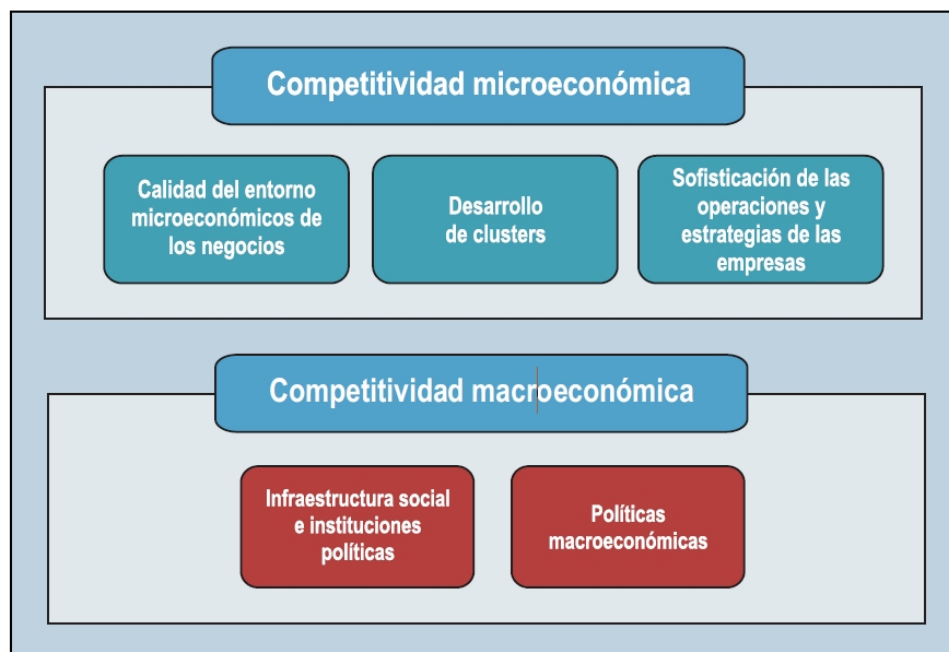 Competitividad microeconómica
Calidad del entorno
microeconómicos de
los negocios
Desarrollo
de clusters
Sofisticación de las
operaciones y
estrategias de las
empresas
Competitividad macroeconómica
Infraestructura social
e instituciones
políticas
Políticas
macroeconómicas